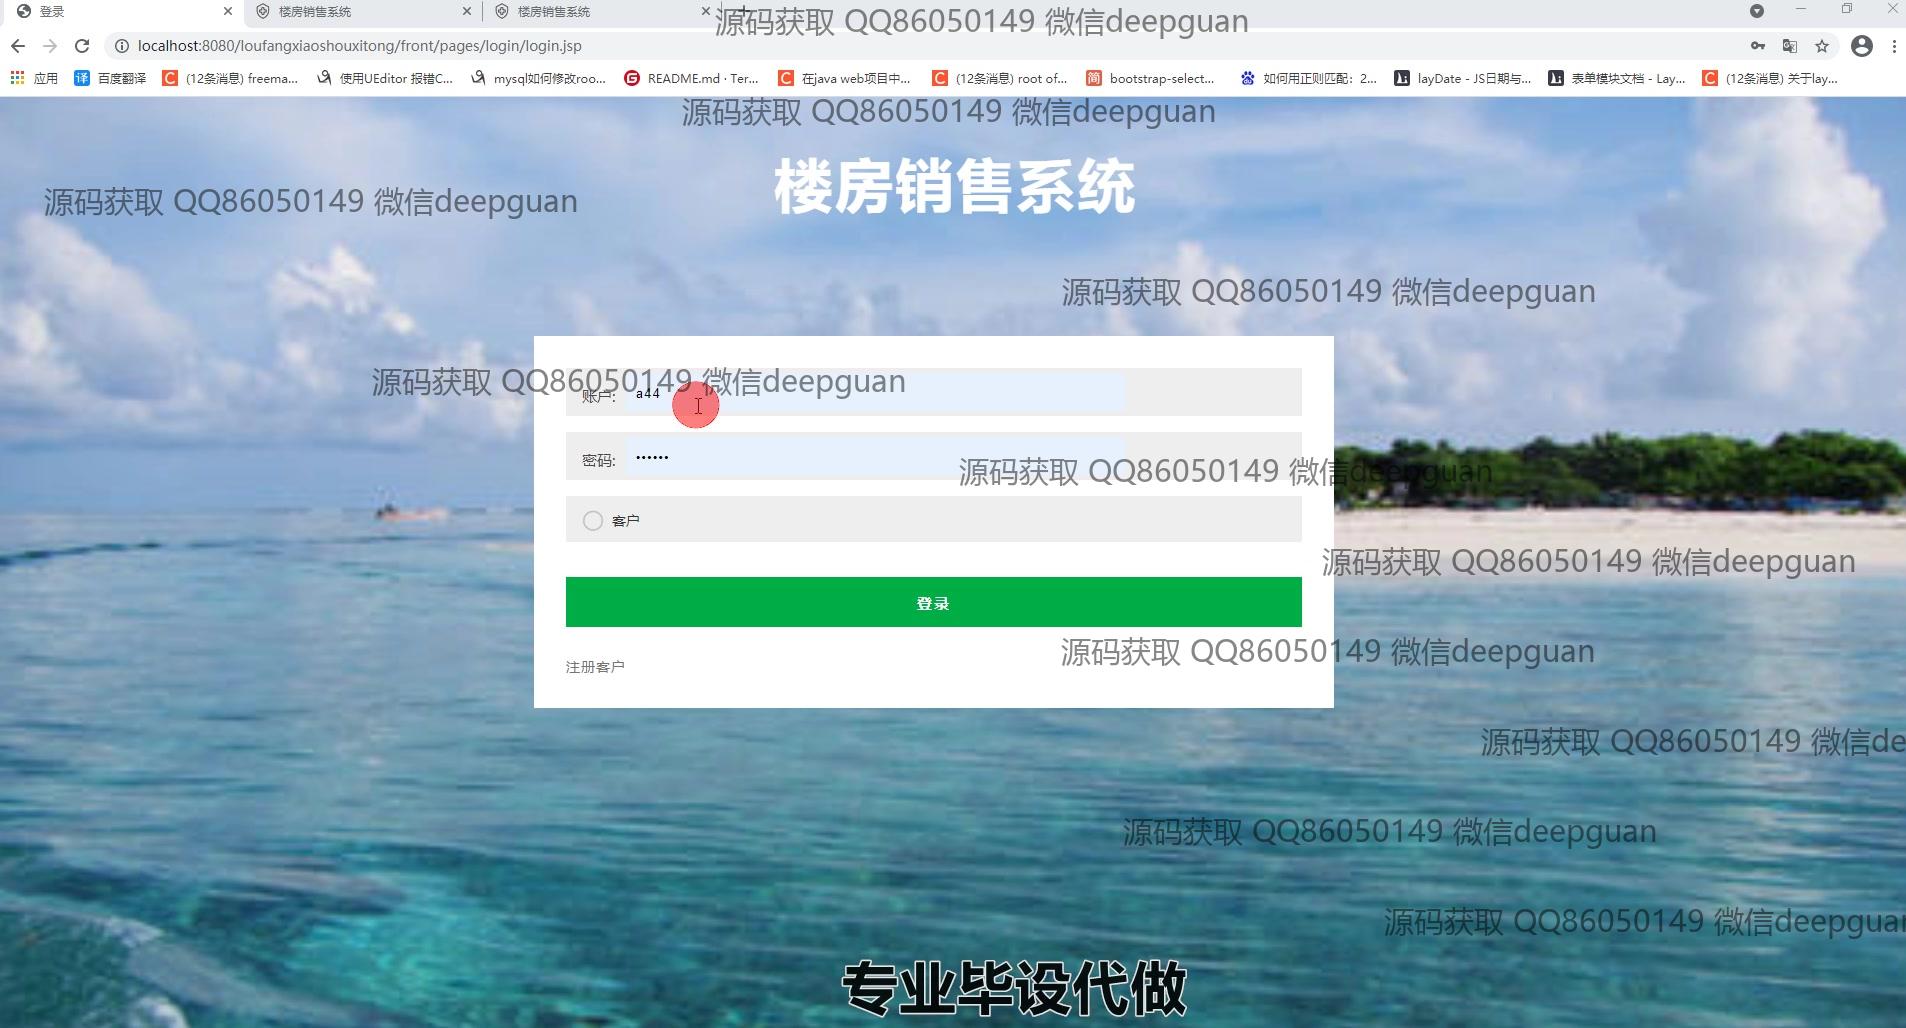 登录
楼房销售系统
楼房销售系统
源码获取 QQ86050149 微信deepguan
localhost:8080/loufangxiaoshouxitong/front/pages/login/login.jsp
应用
百度翻译
(12条消息) freema...
使用UEditor 报错C...
mysql如何修改roo...
README.md · Ter...
在java web项目中...
(12条消息) root of...
bootstrap-select...
如何用正则匹配：2...
layDate - JS日期与...
表单模块文档 - Lay...
(12条消息) 关于lay...
源码获取 QQ86050149 微信deepguan
楼房销售系统
源码获取 QQ86050149 微信deepguan
源码获取 QQ86050149 微信deepguan
源码获取 QQ86050149 微信deepguan
账户: a44
密码: ••••••
源码获取 QQ86050149 微信deepguan
客户
源码获取 QQ86050149 微信deepguan
登录
源码获取 QQ86050149 微信deepguan
注册客户
源码获取 QQ86050149 微信de
源码获取 QQ86050149 微信deepguan
源码获取 QQ86050149 微信deepguan
专业毕设代做